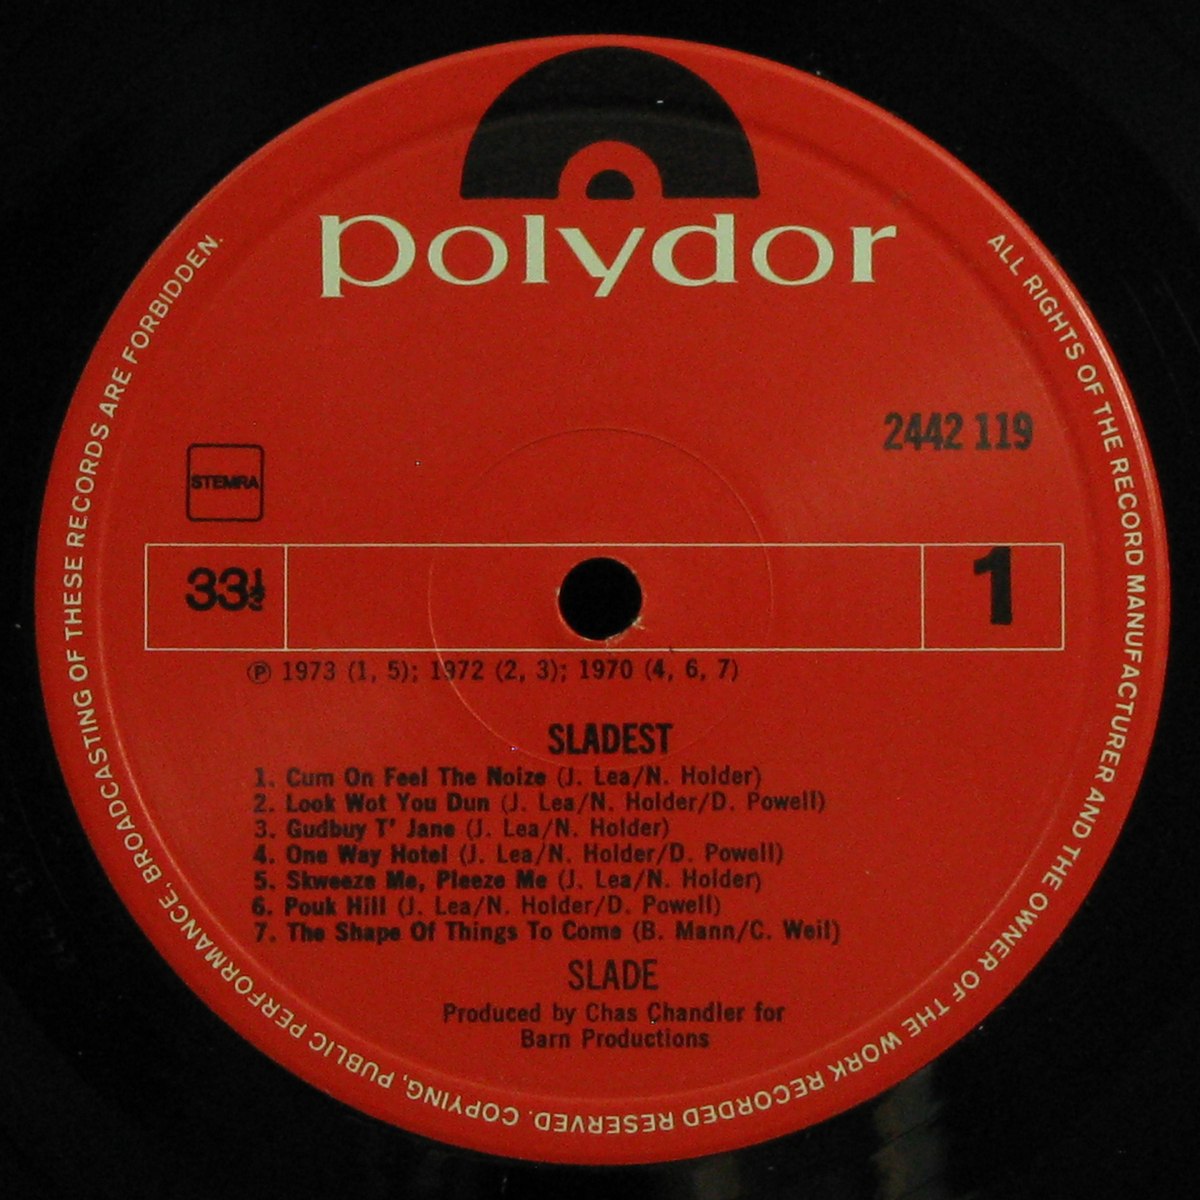 polydor
ALL RIGHTS OF THE RECORD MANUFACTURER AND THE OWNER OF THE WORK RECORDED RESERVED. COPYING, PUBLIC PERFORMANCE, BROADCASTING OF THESE RECORDS ARE FORBIDDEN.
2442 119
STEMRA
33⅓
1
℗ 1973 (1, 5); 1972 (2, 3); 1970 (4, 6, 7)
SLADEST
1. Cum On Feel The Noize (J. Lea/N. Holder)
2. Look Wot You Dun (J. Lea/N. Holder/D. Powell)
3. Gudbuy T' Jane (J. Lea/N. Holder)
4. One Way Hotel (J. Lea/N. Holder/D. Powell)
5. Skweeze Me, Pleeze Me (J. Lea/N. Holder)
6. Pouk Hill (J. Lea/N. Holder/D. Powell)
7. The Shape Of Things To Come (B. Mann/C. Weil)
SLADE
Produced by Chas Chandler for
Barn Productions